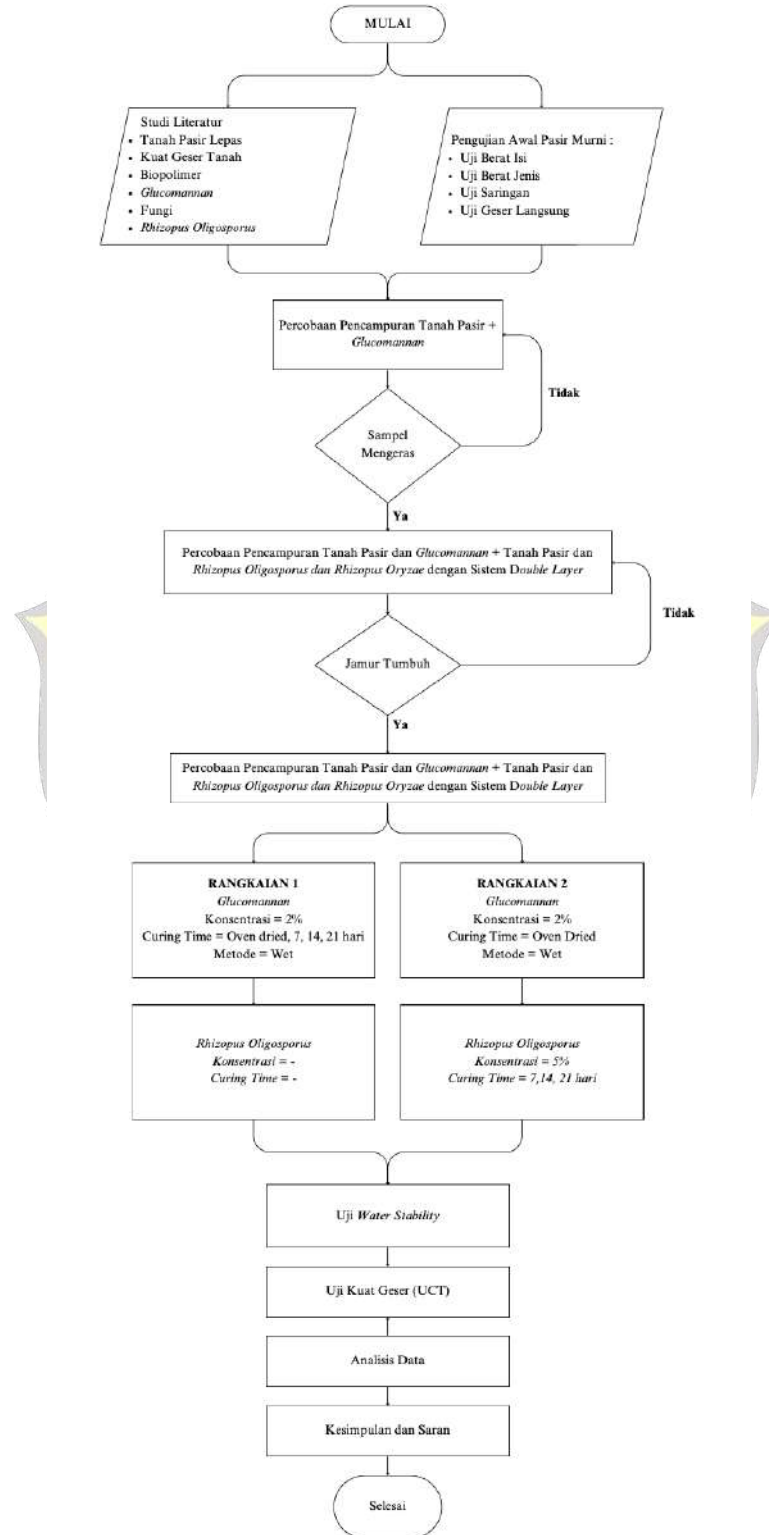 MULAI
Studi Literatur
• Tanah Pasir Lepas
• Kuat Geser Tanah
• Biopolimer
• Glucomannan
• Fungi
• Rhizopus Oligosporus
Pengujian Awal Pasir Murni :
• Uji Berat Isi
• Uji Berat Jenis
• Uji Saringan
• Uji Geser Langsung
Percobaan Pencampuran Tanah Pasir +
Glucomannan
Tidak
Sampel
Mengeras
Ya
Percobaan Pencampuran Tanah Pasir dan Glucomannan + Tanah Pasir dan
Rhizopus Oligosporus dan Rhizopus Oryzae dengan Sistem Double Layer
Tidak
Jamur Tumbuh
Ya
Percobaan Pencampuran Tanah Pasir dan Glucomannan + Tanah Pasir dan
Rhizopus Oligosporus dan Rhizopus Oryzae dengan Sistem Double Layer
RANGKAIAN 1
Glucomannan
Konsentrasi = 2%
Curing Time = Oven dried, 7, 14, 21 hari
Metode = Wet
RANGKAIAN 2
Glucomannan
Konsentrasi = 2%
Curing Time = Oven Dried
Metode = Wet
Rhizopus Oligosporus
Konsentrasi = -
Curing Time = -
Rhizopus Oligosporus
Konsentrasi = 5%
Curing Time = 7,14, 21 hari
Uji Water Stability
Uji Kuat Geser (UCT)
Analisis Data
Kesimpulan dan Saran
Selesai